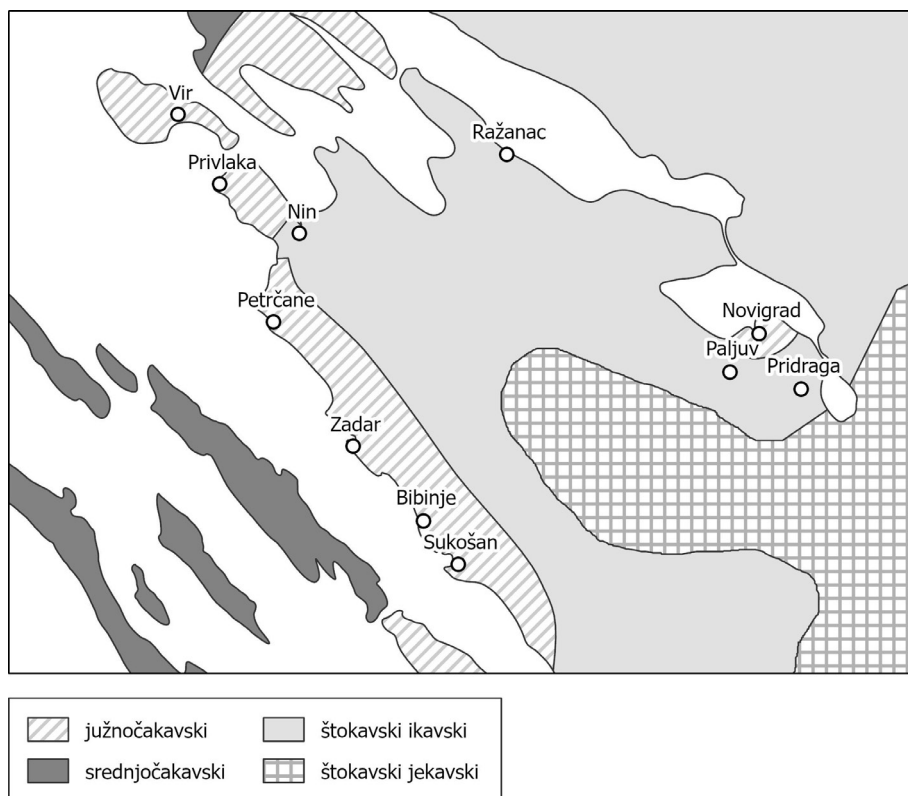 Vir
Ražanac
Privlaka
Nin
Petrčane
Novigrad
Paljuv
Pridraga
Zadar
Bibinje
Sukošan
južnočakavski
štokavski ikavski
srednjočakavski
štokavski jekavski